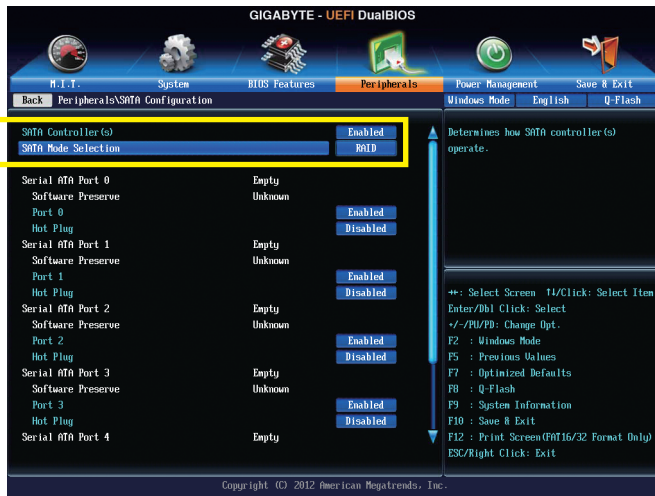 GIGABYTE - UEFI DualBIOS
M.I.T. System BIOS Features Peripherals Power Management Save & Exit
Back Peripherals\SATA Configuration Windows Mode English Q-Flash
SATA Controller(s) Enabled
SATA Mode Selection RAID
Serial ATA Port 0 Empty
Software Preserve Unknown
Port 0 Enabled
Hot Plug Disabled
Serial ATA Port 1 Empty
Software Preserve Unknown
Port 1 Enabled
Hot Plug Disabled
Serial ATA Port 2 Empty
Software Preserve Unknown
Port 2 Enabled
Hot Plug Disabled
Serial ATA Port 3 Empty
Software Preserve Unknown
Port 3 Enabled
Hot Plug Disabled
Serial ATA Port 4 Empty
Determines how SATA controller(s)
operate.
→←: Select Screen ↑↓/Click: Select Item
Enter/Dbl Click: Select
+/-/PU/PD: Change Opt.
F2 : Windows Mode
F5 : Previous Values
F7 : Optimized Defaults
F8 : Q-Flash
F9 : System Information
F10 : Save & Exit
F12 : Print Screen(FAT16/32 Format Only)
ESC/Right Click: Exit
Copyright (C) 2012 American Megatrends, Inc.